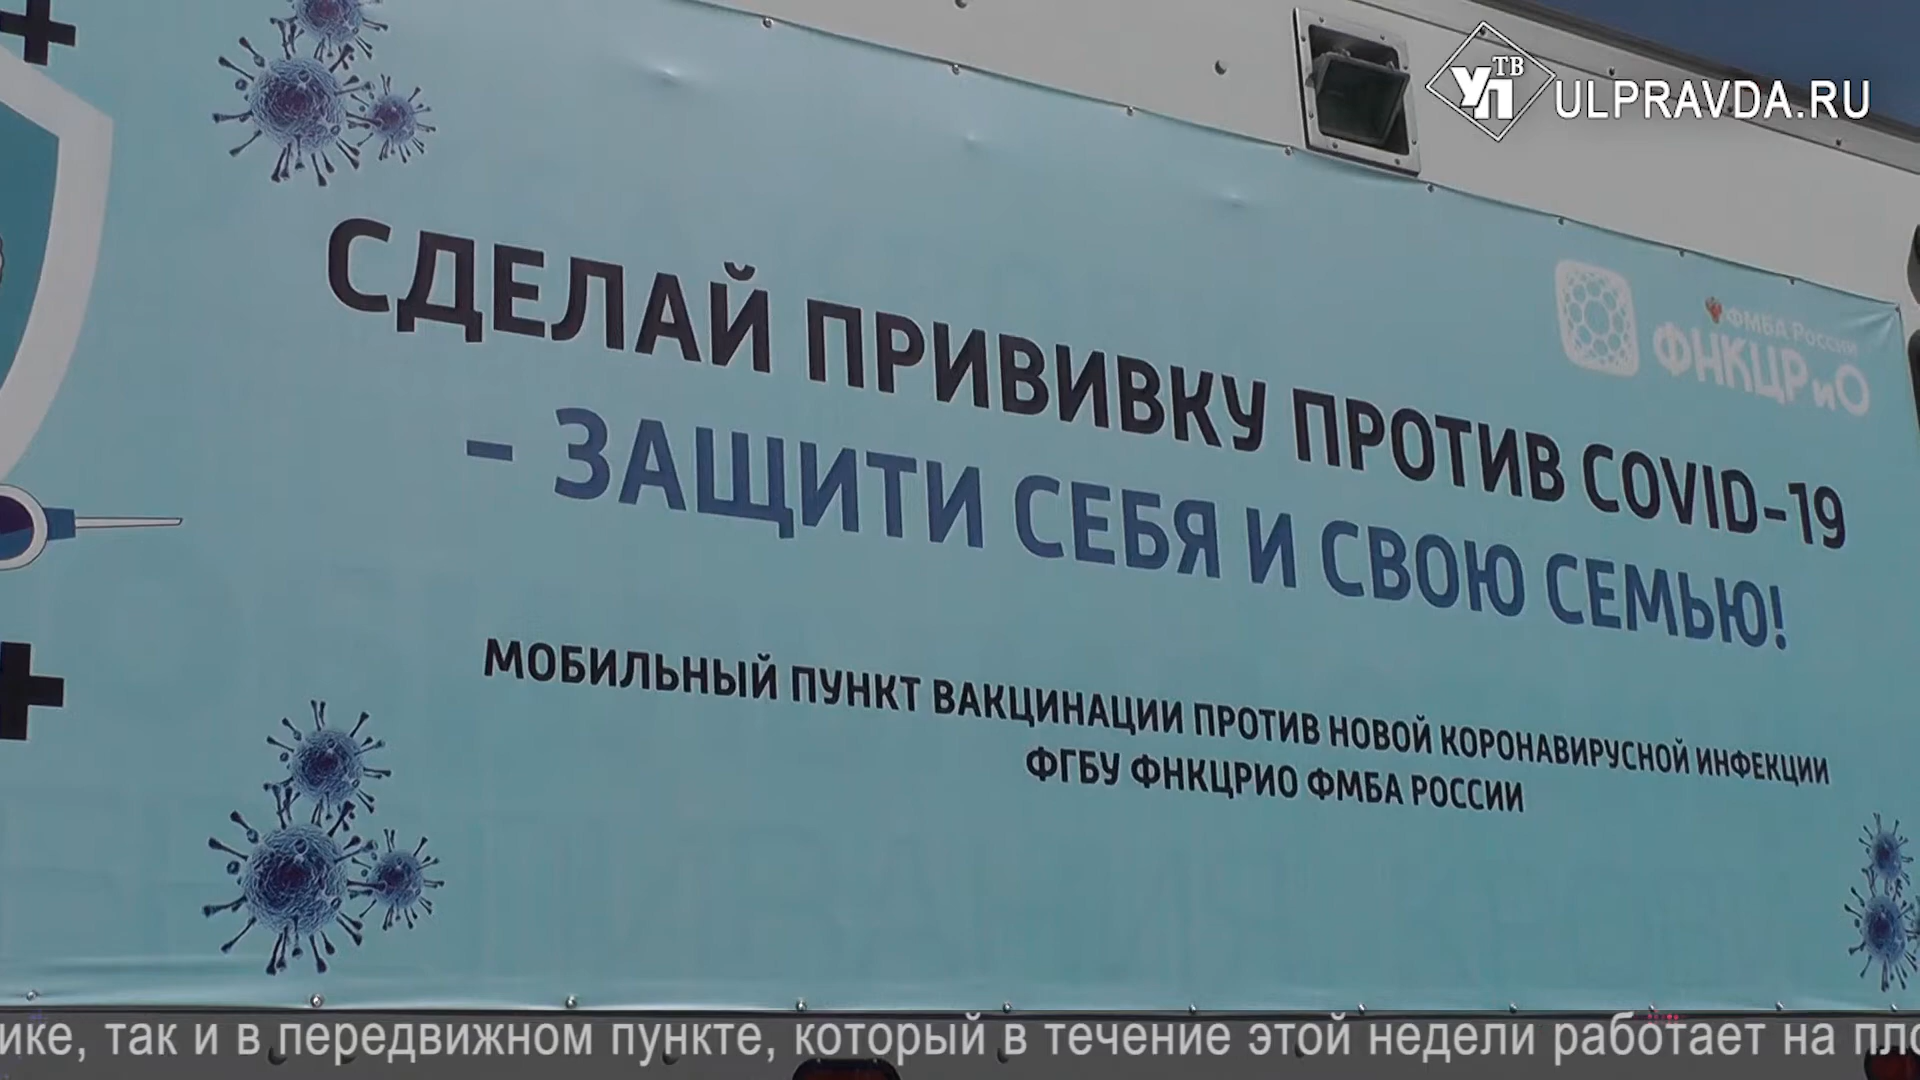 УП ТВ ULPRAVDA.RU
ФМБА РОССИИ
ФНКЦРиО
СДЕЛАЙ ПРИВИВКУ ПРОТИВ COVID-19
- ЗАЩИТИ СЕБЯ И СВОЮ СЕМЬЮ!
МОБИЛЬНЫЙ ПУНКТ ВАКЦИНАЦИИ ПРОТИВ НОВОЙ КОРОНАВИРУСНОЙ ИНФЕКЦИИ
ФГБУ ФНКЦРИО ФМБА РОССИИ
ике, так и в передвижном пункте, который в течение этой недели работает на пло